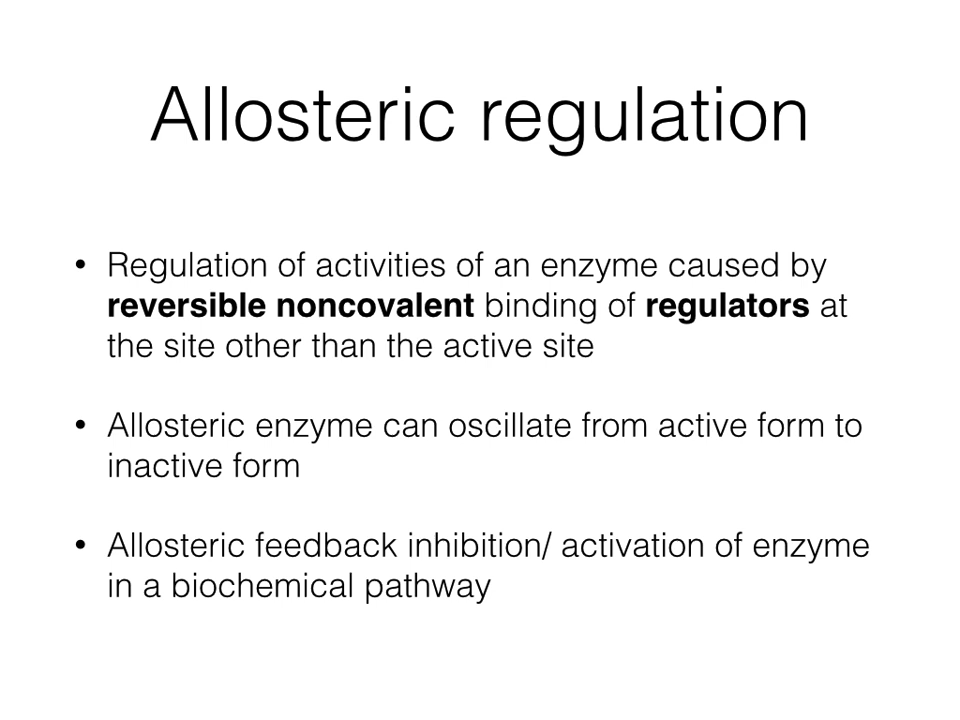 Allosteric regulation
• Regulation of activities of an enzyme caused by
reversible noncovalent binding of regulators at
the site other than the active site
• Allosteric enzyme can oscillate from active form to
inactive form
• Allosteric feedback inhibition/ activation of enzyme
in a biochemical pathway